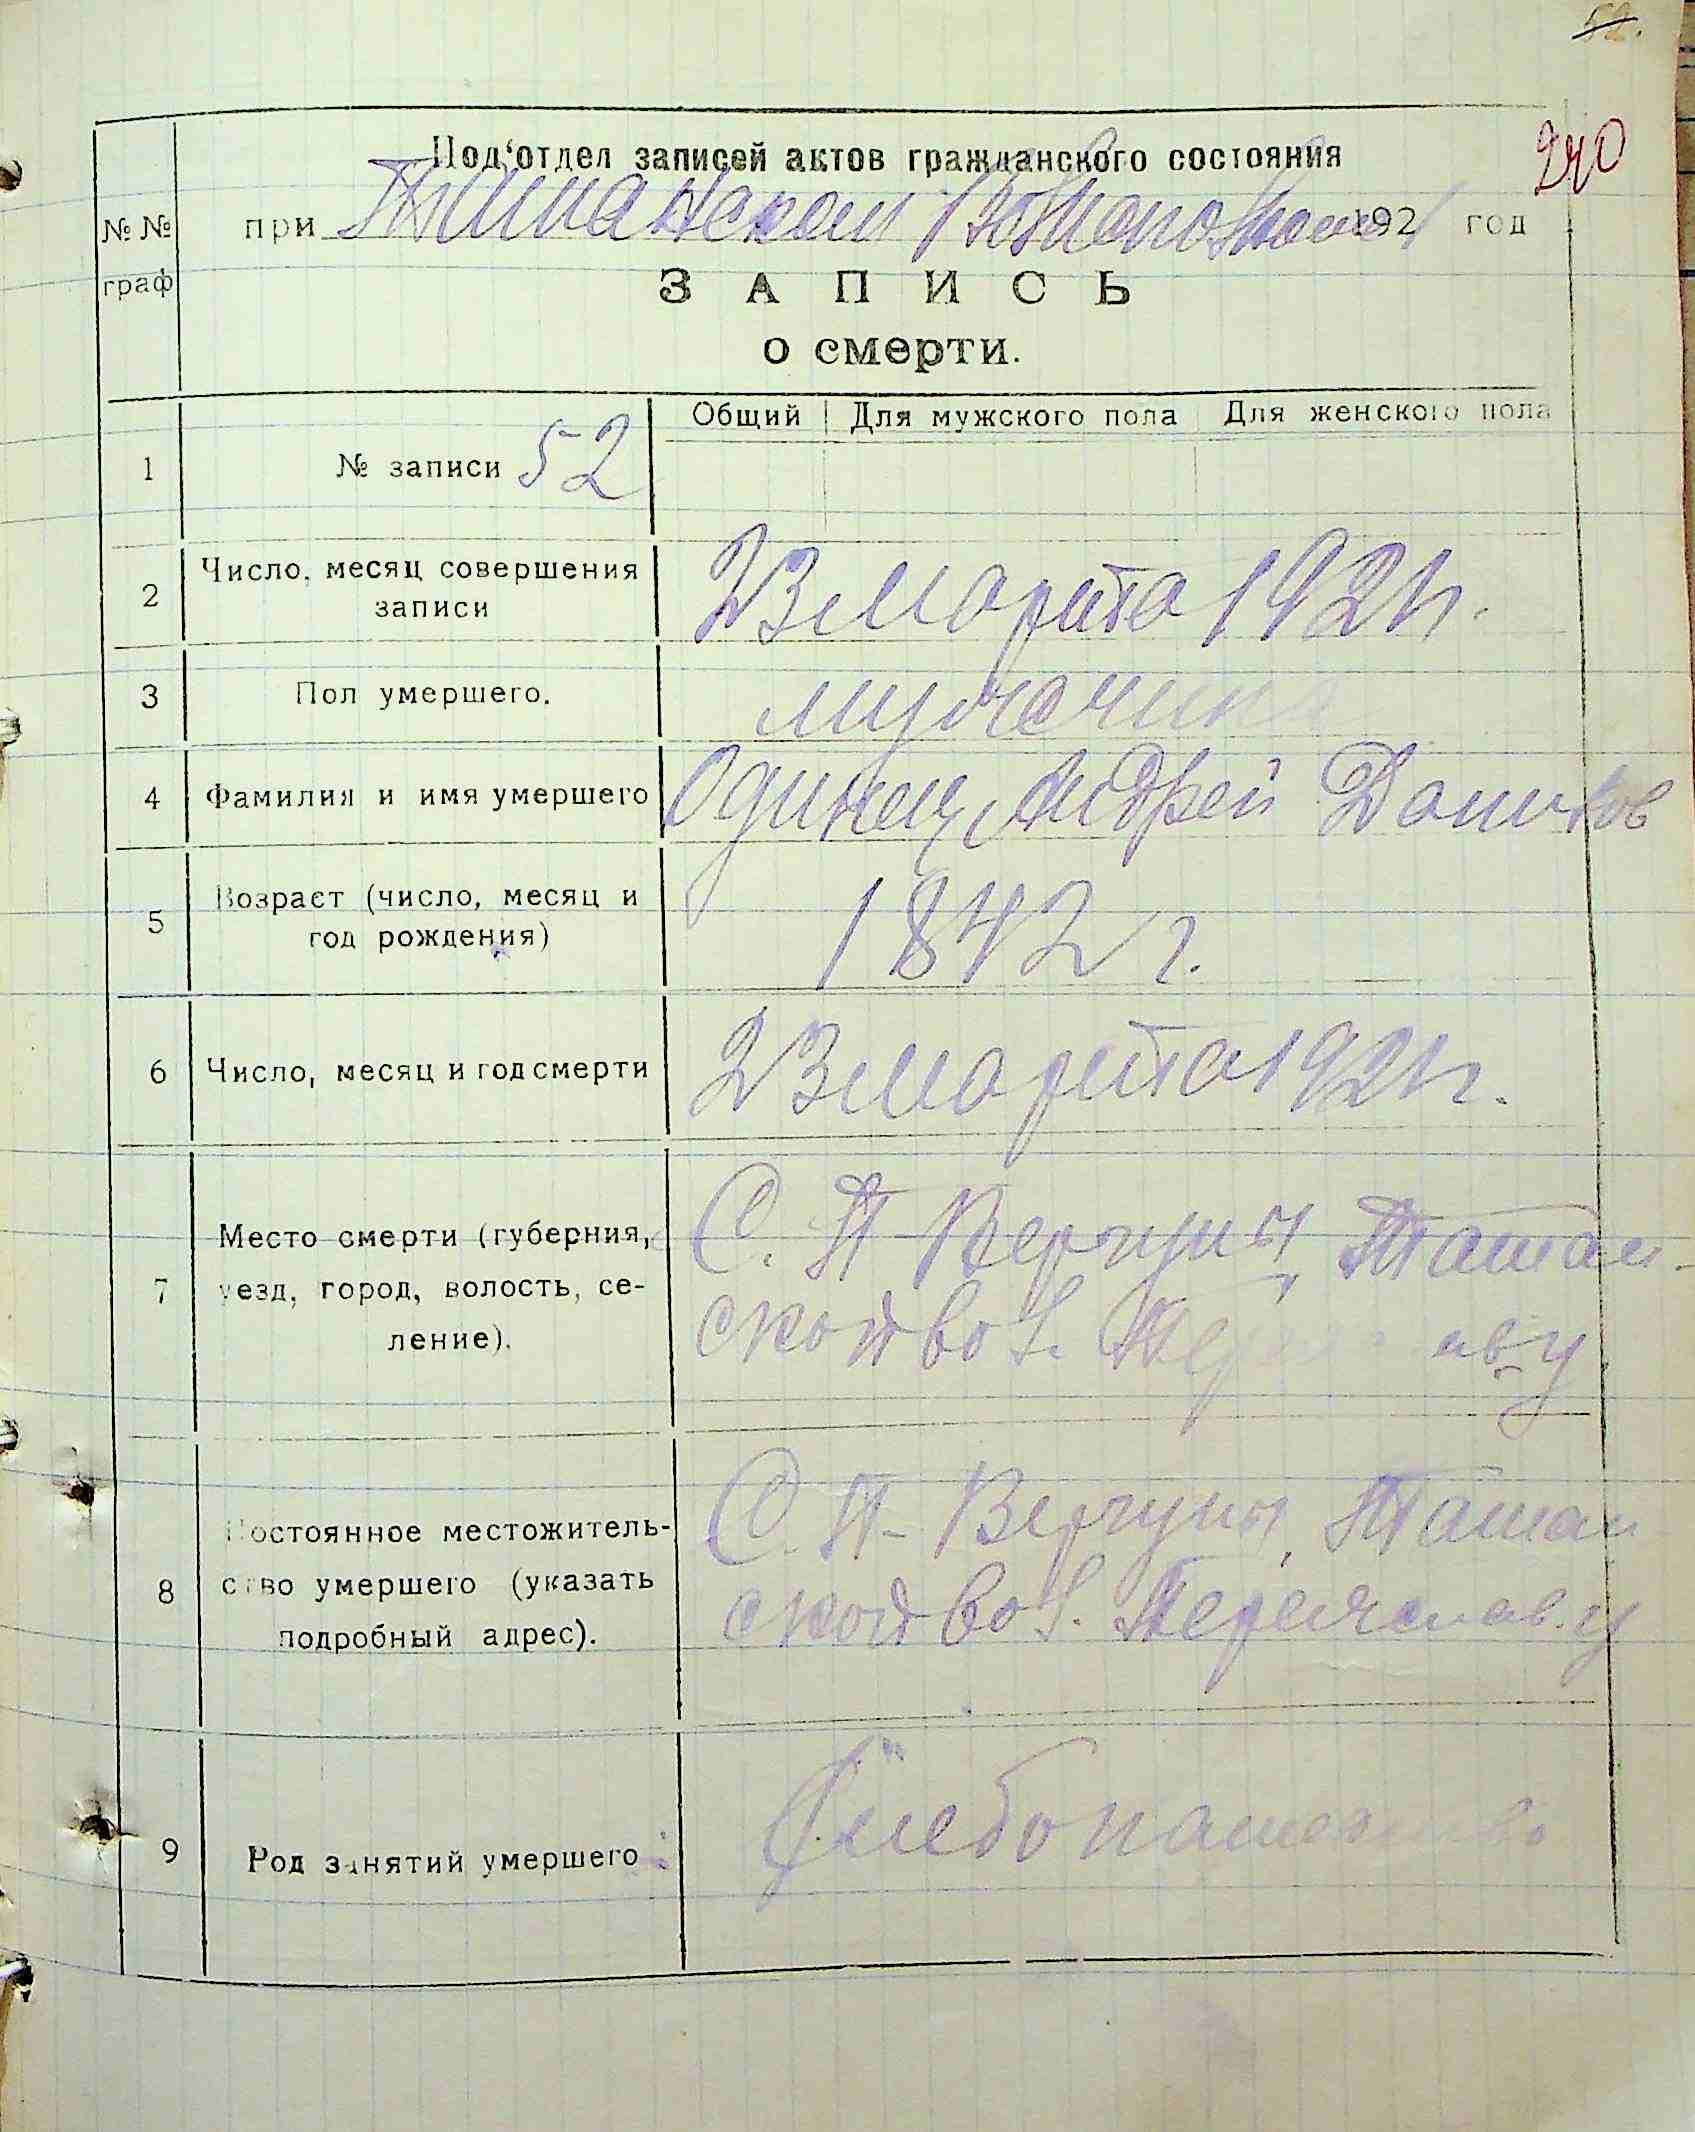 52.
240
Под‘отдел записей актов гражданского состояния
при Ташанском Волисполкоме 1921 год
№ №
граф
ЗАПИСЬ
о смерти.
Общий Для мужского пола Для женского пола
1 № записи 52
2 Число, месяц совершения
записи
23 марта 1921 г.
3 Пол умершего. мужчина
4 Фамилия и имя умершего Одинец Андрей Данилов
5 Возраст (число, месяц и
год рождения)
1842 г.
6 Число, месяц и год смерти 23 марта 1921 г.
7 Место смерти (губерния,
уезд, город, волость, се-
ление).
С. П-Верчуны, Ташан-
ской вол. у
8 Постоянное местожитель-
ство умершего (указать
подробный адрес).
С. П-Верчуны, Ташан
ской вол. Переяслав. у
9 Род занятий умершего Хлебопашество